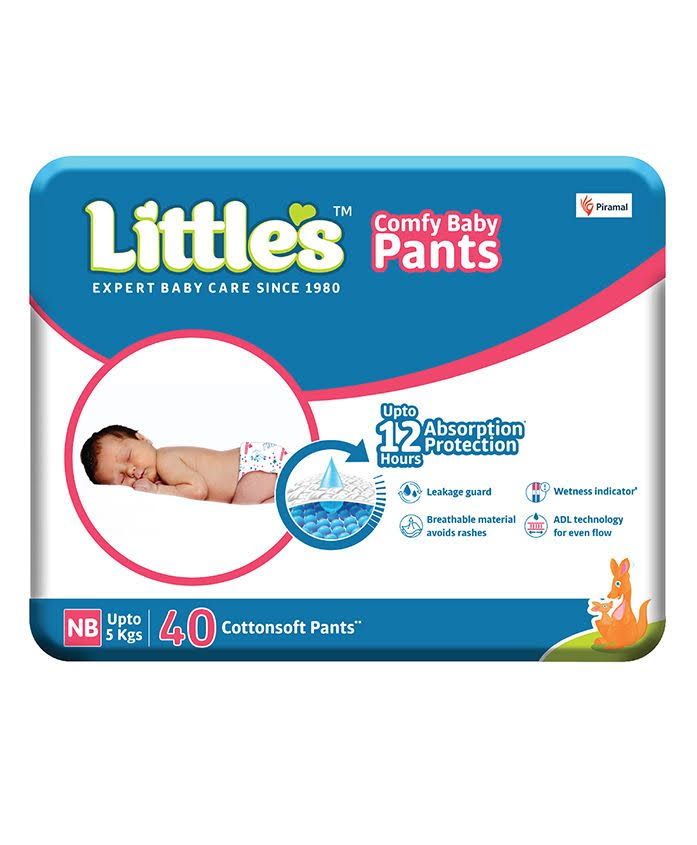 Little's™
EXPERT BABY CARE SINCE 1980
Comfy Baby
Pants
Piramal
Upto
12
Hours
Absorption
Protection
Leakage guard
Wetness indicator
Breathable material
avoids rashes
ADL technology
for even flow
NB
Upto
5 Kgs
40
Cottonsoft Pants**